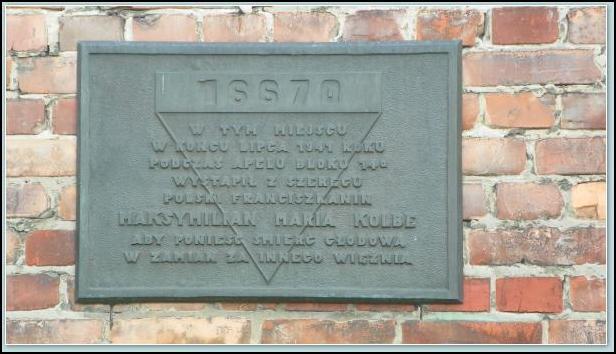 16670
W TYM MIEJSCU
W KOŃCU LIPCA 1941 ROKU
PODCZAS APELU BLOKU 14a
WYSTĄPIŁ Z SZEREGU
POLSKI FRANCISZKANIN
MAKSYMILIAN MARIA KOLBE
ABY PONIEŚĆ ŚMIERĆ GŁODOWĄ
W ZAMIAN ZA INNEGO WIĘŹNIA